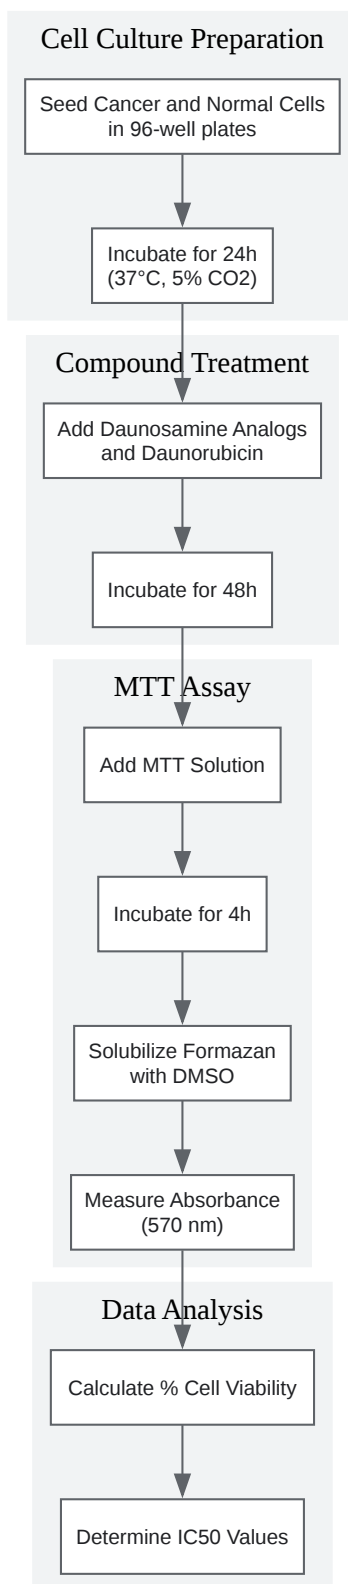 Cell Culture Preparation
Seed Cancer and Normal Cells
in 96-well plates
Incubate for 24h
(37°C, 5% CO2)
Compound Treatment
Add Daunosamine Analogs
and Daunorubicin
Incubate for 48h
MTT Assay
Add MTT Solution
Incubate for 4h
Solubilize Formazan
with DMSO
Measure Absorbance
(570 nm)
Data Analysis
Calculate % Cell Viability
Determine IC50 Values